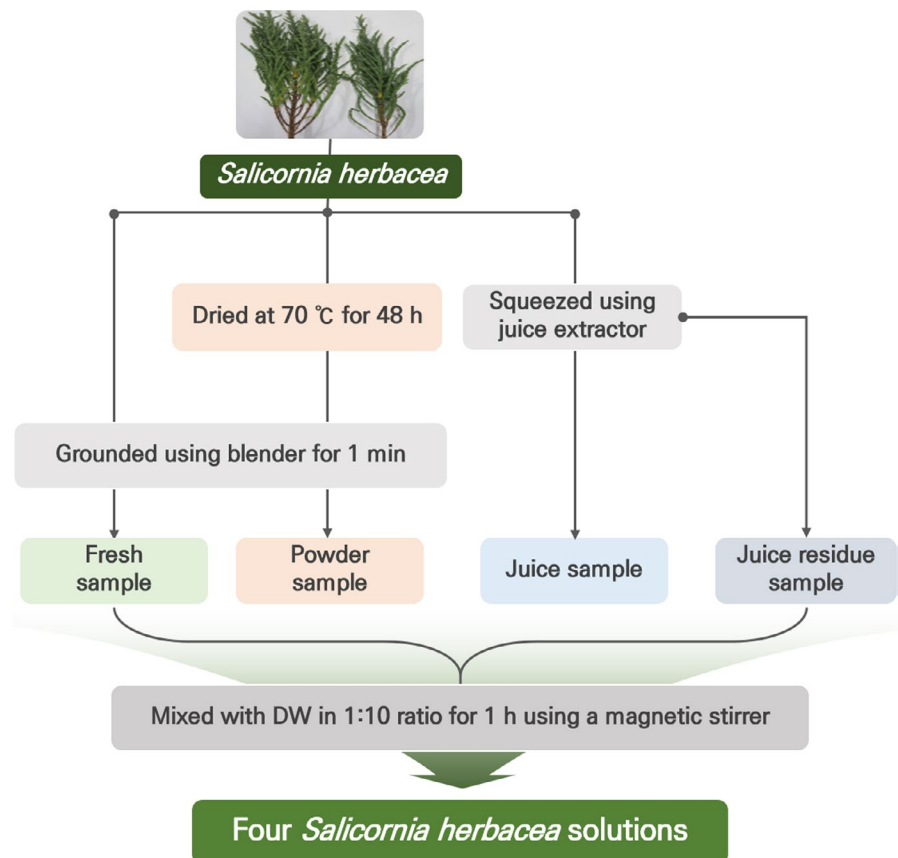 Salicornia herbacea
Dried at 70 ℃ for 48 h
Squeezed using
juice extractor
Grounded using blender for 1 min
Fresh
sample
Powder
sample
Juice sample
Juice residue
sample
Mixed with DW in 1:10 ratio for 1 h using a magnetic stirrer
Four Salicornia herbacea solutions